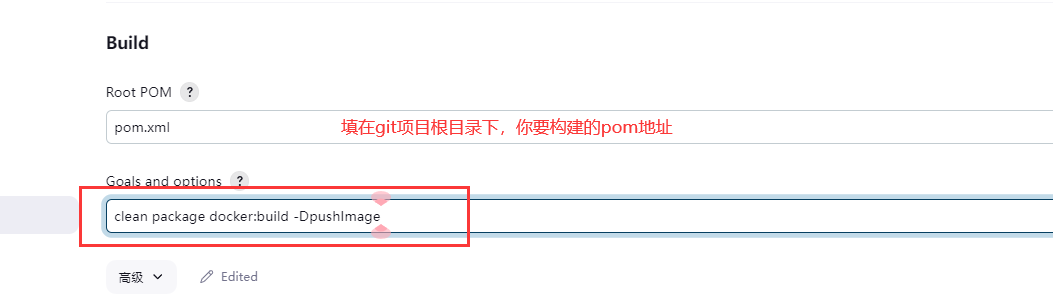 Build
Root POM ?
pom.xml
填在git项目根目录下，你要构建的pom地址
Goals and options ?
clean package docker:build -DpushImage
高级
Edited